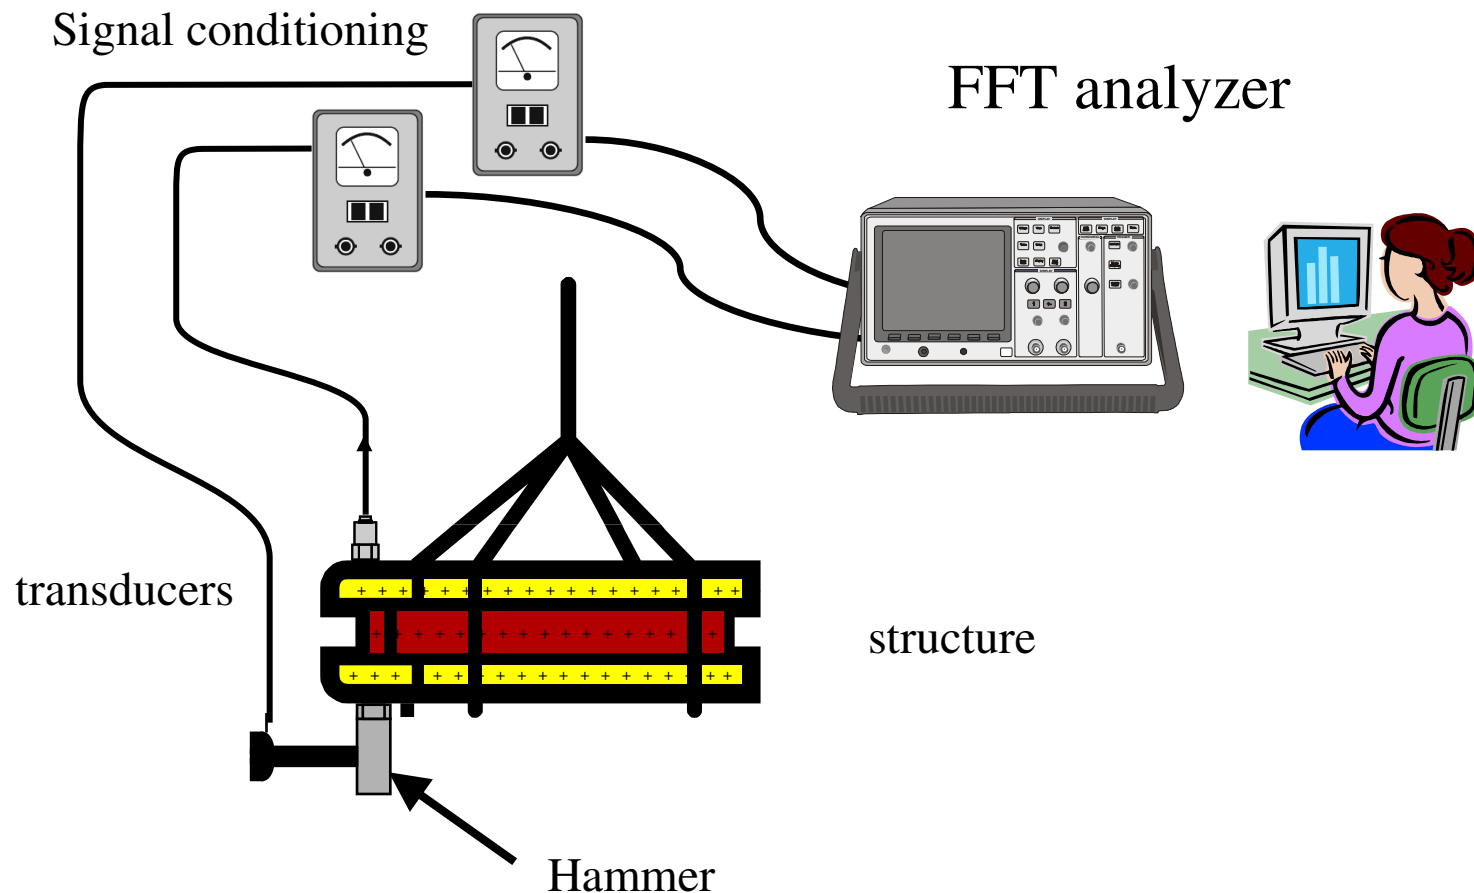 Signal conditioning
FFT analyzer
transducers
structure
Hammer